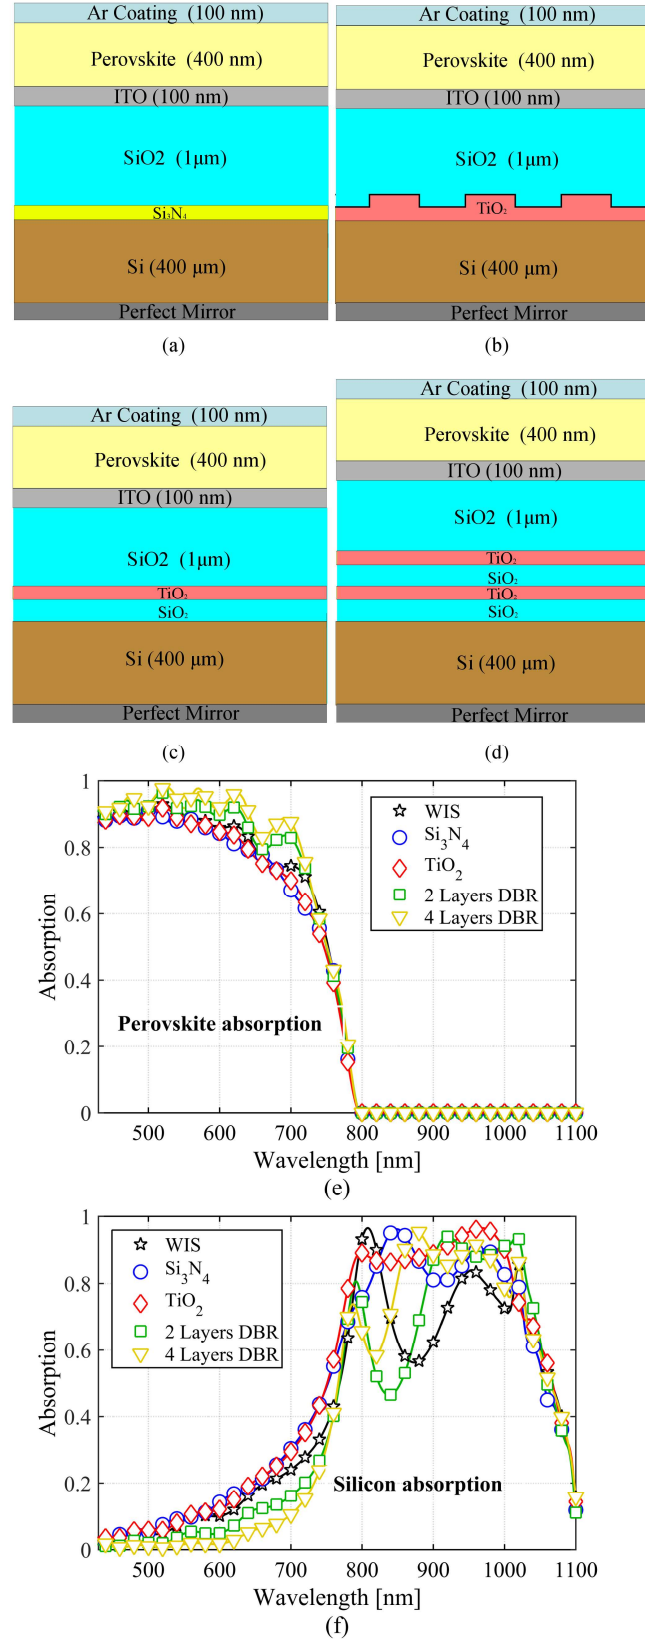 Ar Coating (100 nm)
Perovskite (400 nm)
ITO (100 nm)
SiO2 (1μm)
Si₃N₄
Si (400 μm)
Perfect Mirror
(a)
Ar Coating (100 nm)
Perovskite (400 nm)
ITO (100 nm)
SiO2 (1μm)
TiO₂
Si (400 μm)
Perfect Mirror
(b)
Ar Coating (100 nm)
Perovskite (400 nm)
ITO (100 nm)
SiO2 (1μm)
TiO₂
SiO₂
Si (400 μm)
Perfect Mirror
(c)
Ar Coating (100 nm)
Perovskite (400 nm)
ITO (100 nm)
SiO2 (1μm)
TiO₂
SiO₂
TiO₂
SiO₂
Si (400 μm)
Perfect Mirror
(d)
1
0.8
0.6
0.4
0.2
0
Absorption
WIS
Si₃N₄
TiO₂
2 Layers DBR
4 Layers DBR
Perovskite absorption
500 600 700 800 900 1000 1100
Wavelength [nm]
(e)
1
0.8
0.6
0.4
0.2
0
Absorption
WIS
Si₃N₄
TiO₂
2 Layers DBR
4 Layers DBR
Silicon absorption
500 600 700 800 900 1000 1100
Wavelength [nm]
(f)